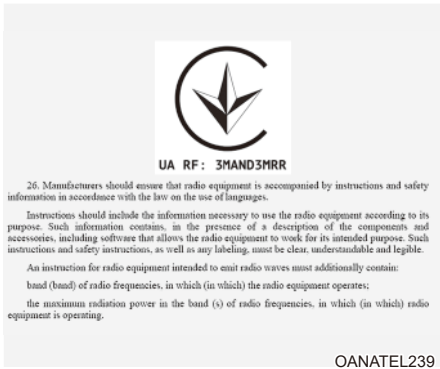 UA RF: 3MAND3MRR
26. Manufacturers should ensure that radio equipment is accompanied by instructions and safety
information in accordance with the law on the use of languages.
Instructions should include the information necessary to use the radio equipment according to its
purpose. Such information contains, in the presence of a description of the components and
accessories, including software that allows the radio equipment to work for its intended purpose. Such
instructions and safety instructions, as well as any labeling, must be clear, understandable and legible.
An instruction for radio equipment intended to emit radio waves must additionally contain:
band (band) of radio frequencies, in which (in which) the radio equipment operates;
the maximum radiation power in the band (s) of radio frequencies, in which (in which) radio
equipment is operating.
OANATEL239